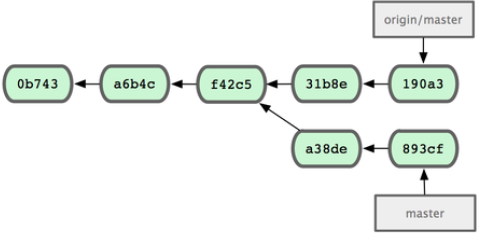 origin/master
0b743 a6b4c f42c5 31b8e 190a3
a38de 893cf
master